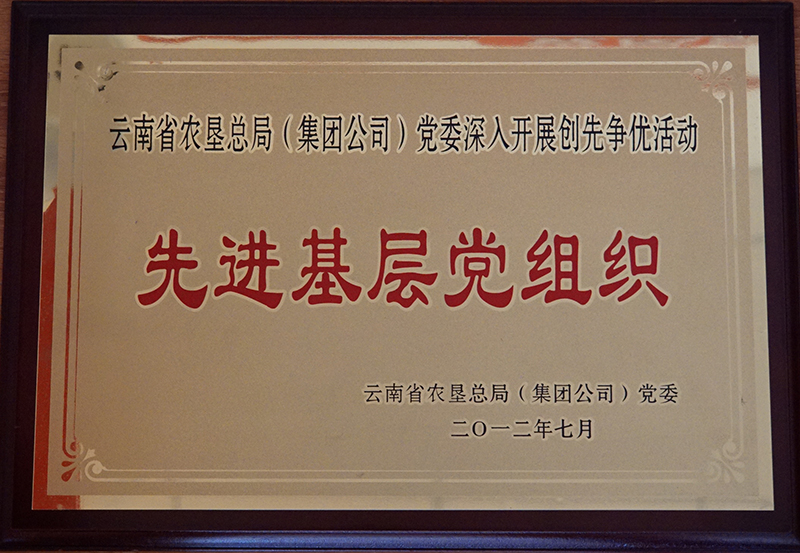 云南省农垦总局（集团公司）党委深入开展创先争优活动
先进基层党组织
云南省农垦总局（集团公司）党委
二〇一二年七月